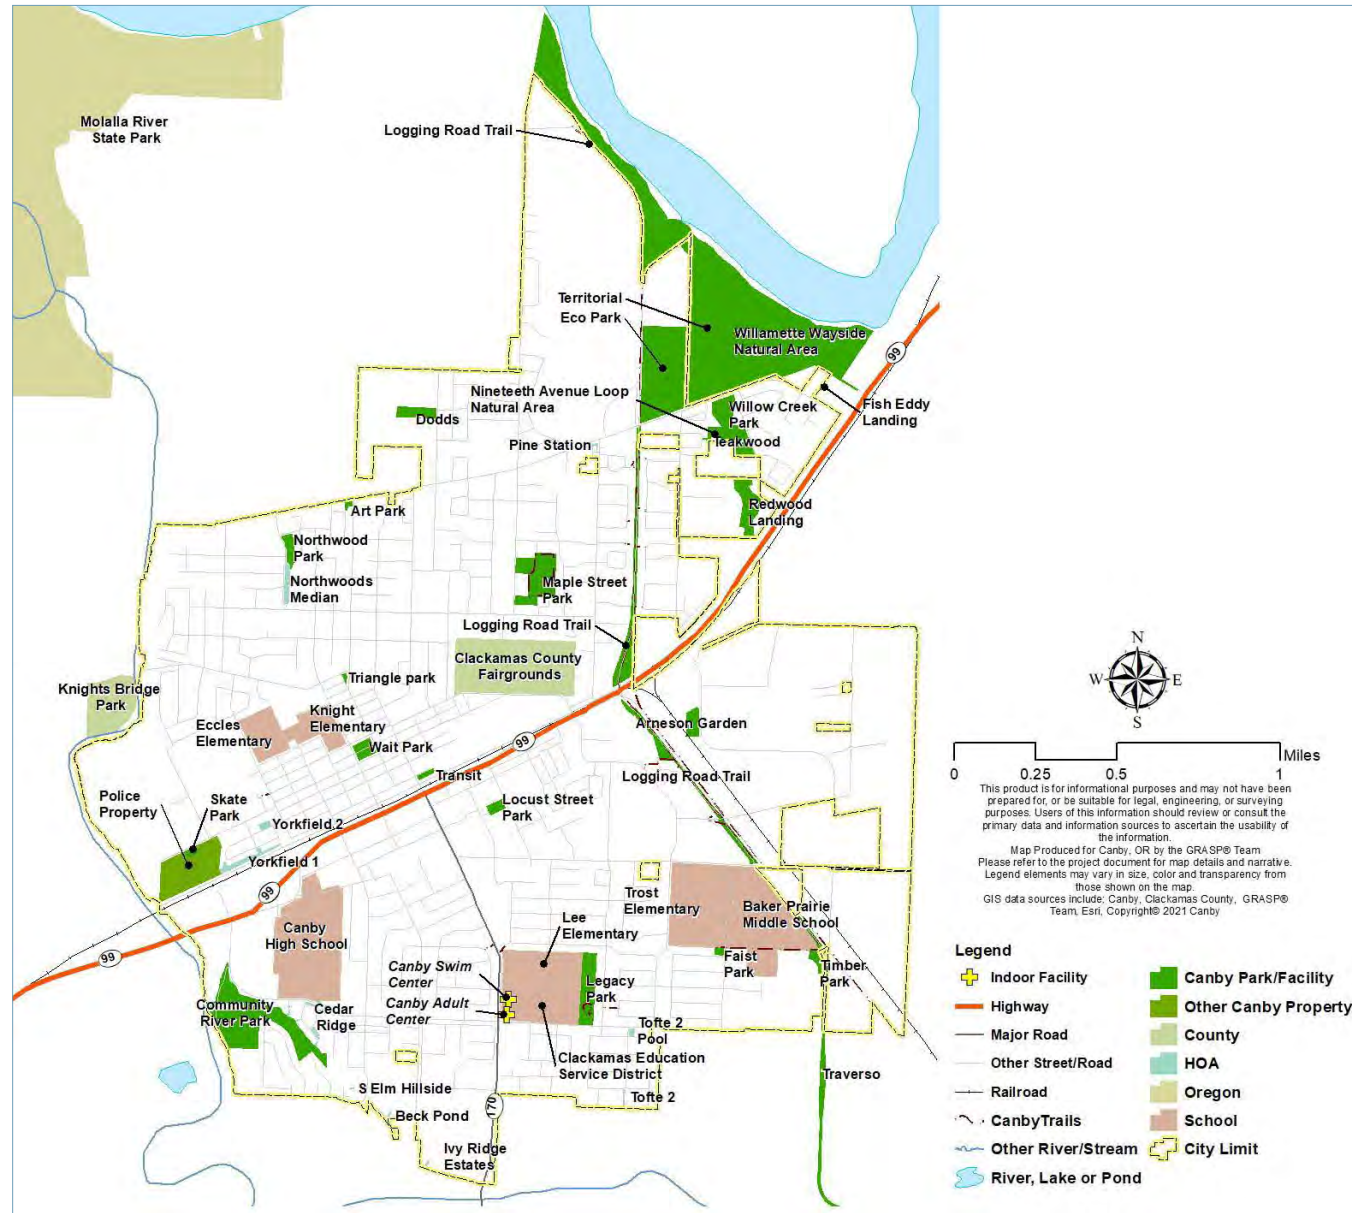 Molalla River
State Park
Logging Road Trail
Territorial
Eco Park
Willamette Wayside
Natural Area
99
Nineteeth Avenue Loop
Natural Area
Willow Creek
Park
Fish Eddy
Landing
Dodds
Teakwood
Pine Station
Art Park
Redwood
Landing
Northwood
Park
Northwoods
Median
Maple Street
Park
Logging Road Trail
Clackamas County
Fairgrounds
Triangle park
Knights Bridge
Park
Knight
Elementary
Eccles
Elementary
Wait Park
Arneson Garden
99
Transit
Logging Road Trail
Police
Property
Skate
Park
Locust Street
Park
Yorkfield 2
Yorkfield 1
99
Trost
Elementary
Baker Prairie
Middle School
Lee
Elementary
Canby
High School
99
Canby Swim
Center
Canby Adult
Center
Legacy
Park
Faist
Park
Timber
Park
Community
River Park
Cedar
Ridge
Tofte 2
Pool
Clackamas Education
Service District
Traverso
S Elm Hillside
Tofte 2
Beck Pond
170
Ivy Ridge
Estates
N
W
E
S
Miles
0
0.25
0.5
1
This product is for informational purposes and may not have been
prepared for, or be suitable for legal, engineering, or surveying
purposes. Users of this information should review or consult the
primary data and information sources to ascertain the usability of
the information.
Map Produced for Canby, OR by the GRASP® Team
Please refer to the project document for map details and narrative.
Legend elements may vary in size, color and transparency from
those shown on the map.
GIS data sources include: Canby, Clackamas County, GRASP®
Team, Esri, Copyright© 2021 Canby
Legend
Indoor Facility
Highway
Major Road
Other Street/Road
Railroad
CanbyTrails
Other River/Stream
River, Lake or Pond
Canby Park/Facility
Other Canby Property
County
HOA
Oregon
School
City Limit